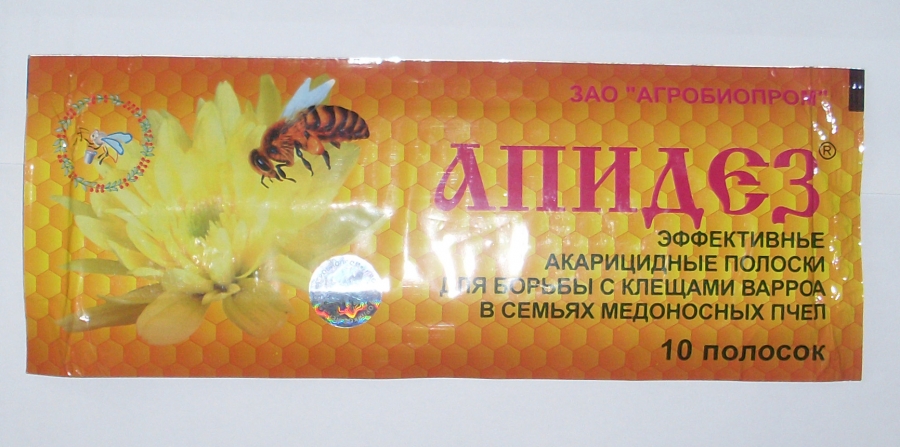 ЗАО "АГРОБИОПРОМ"
АПИДЕЗ®
ЭФФЕКТИВНЫЕ
АКАРИЦИДНЫЕ ПОЛОСКИ
ДЛЯ БОРЬБЫ С КЛЕЩАМИ ВАРРОА
В СЕМЬЯХ МЕДОНОСНЫХ ПЧЕЛ
10 полосок